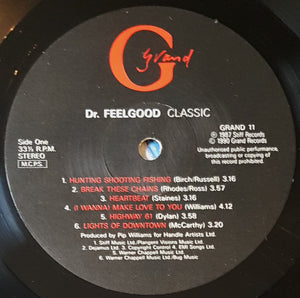 G
grand
Dr. FEELGOOD CLASSIC
Side One
33⅓ R.P.M.
STEREO
M.C.P.S.
GRAND 11
℗ 1987 Stiff Records
© 1990 Grand Records
Unauthorised public performance,
broadcasting or copying of
this record prohibited.
1. HUNTING SHOOTING FISHING (Birch/Russell) 3.16
2. BREAK THESE CHAINS (Rhodes/Ross) 3.57
3. HEARTBEAT (Staines) 3.16
4. (I WANNA) MAKE LOVE TO YOU (Williams) 4.12
5. HIGHWAY 61 (Dylan) 3.51
6. LIGHTS OF DOWNTOWN (McCarthy) 3.20
Produced by Pip Williams for Handle Artists Ltd.
1. Stiff Music Ltd./Plangent Visions Music Ltd.
2. Copyright Control 3. & 4. EMI Songs Ltd.
5. Warner Chappell Music Ltd.
6. Warner Chappell Music Ltd./Bug Music